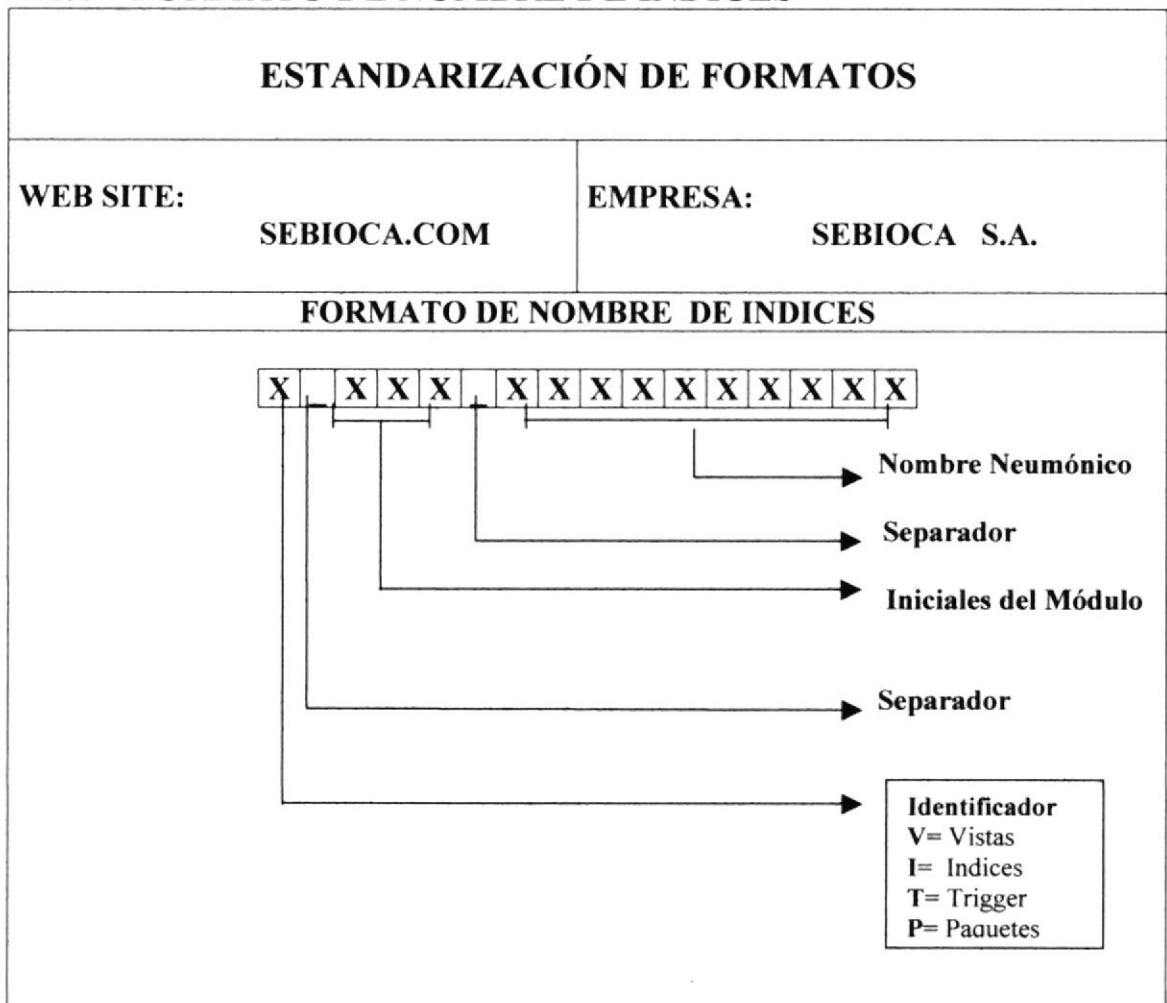 ESTANDARIZACIÓN DE FORMATOS
WEB SITE:
SEBIOCA.COM
EMPRESA:
SEBIOCA S.A.
FORMATO DE NOMBRE DE INDICES
X _ X X X _ X X X X X X X X X X
Nombre Neumónico
Separador
Iniciales del Módulo
Separador
Identificador
V= Vistas
I= Indices
T= Trigger
P= Paquetes